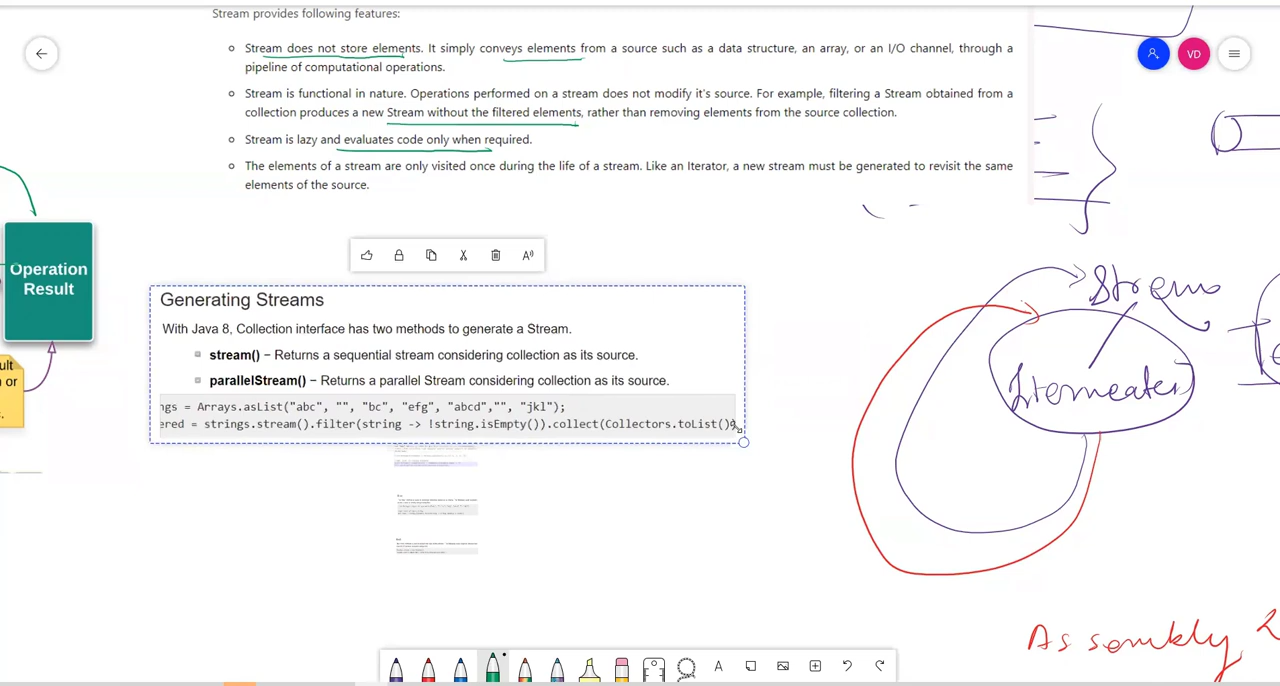 Stream provides following features:
Stream does not store elements. It simply conveys elements from a source such as a data structure, an array, or an I/O channel, through a
pipeline of computational operations.
Stream is functional in nature. Operations performed on a stream does not modify it's source. For example, filtering a Stream obtained from a
collection produces a new Stream without the filtered elements, rather than removing elements from the source collection.
Stream is lazy and evaluates code only when required.
The elements of a stream are only visited once during the life of a stream. Like an Iterator, a new stream must be generated to revisit the same
elements of the source.
VD
Operation
Result
ult
n or
Generating Streams
With Java 8, Collection interface has two methods to generate a Stream.
stream() − Returns a sequential stream considering collection as its source.
parallelStream() − Returns a parallel Stream considering collection as its source.
ngs = Arrays.asList("abc", "", "bc", "efg", "abcd","", "jkl");
ered = strings.stream().filter(string -> !string.isEmpty()).collect(Collectors.toList())
Streams
Assembly
A